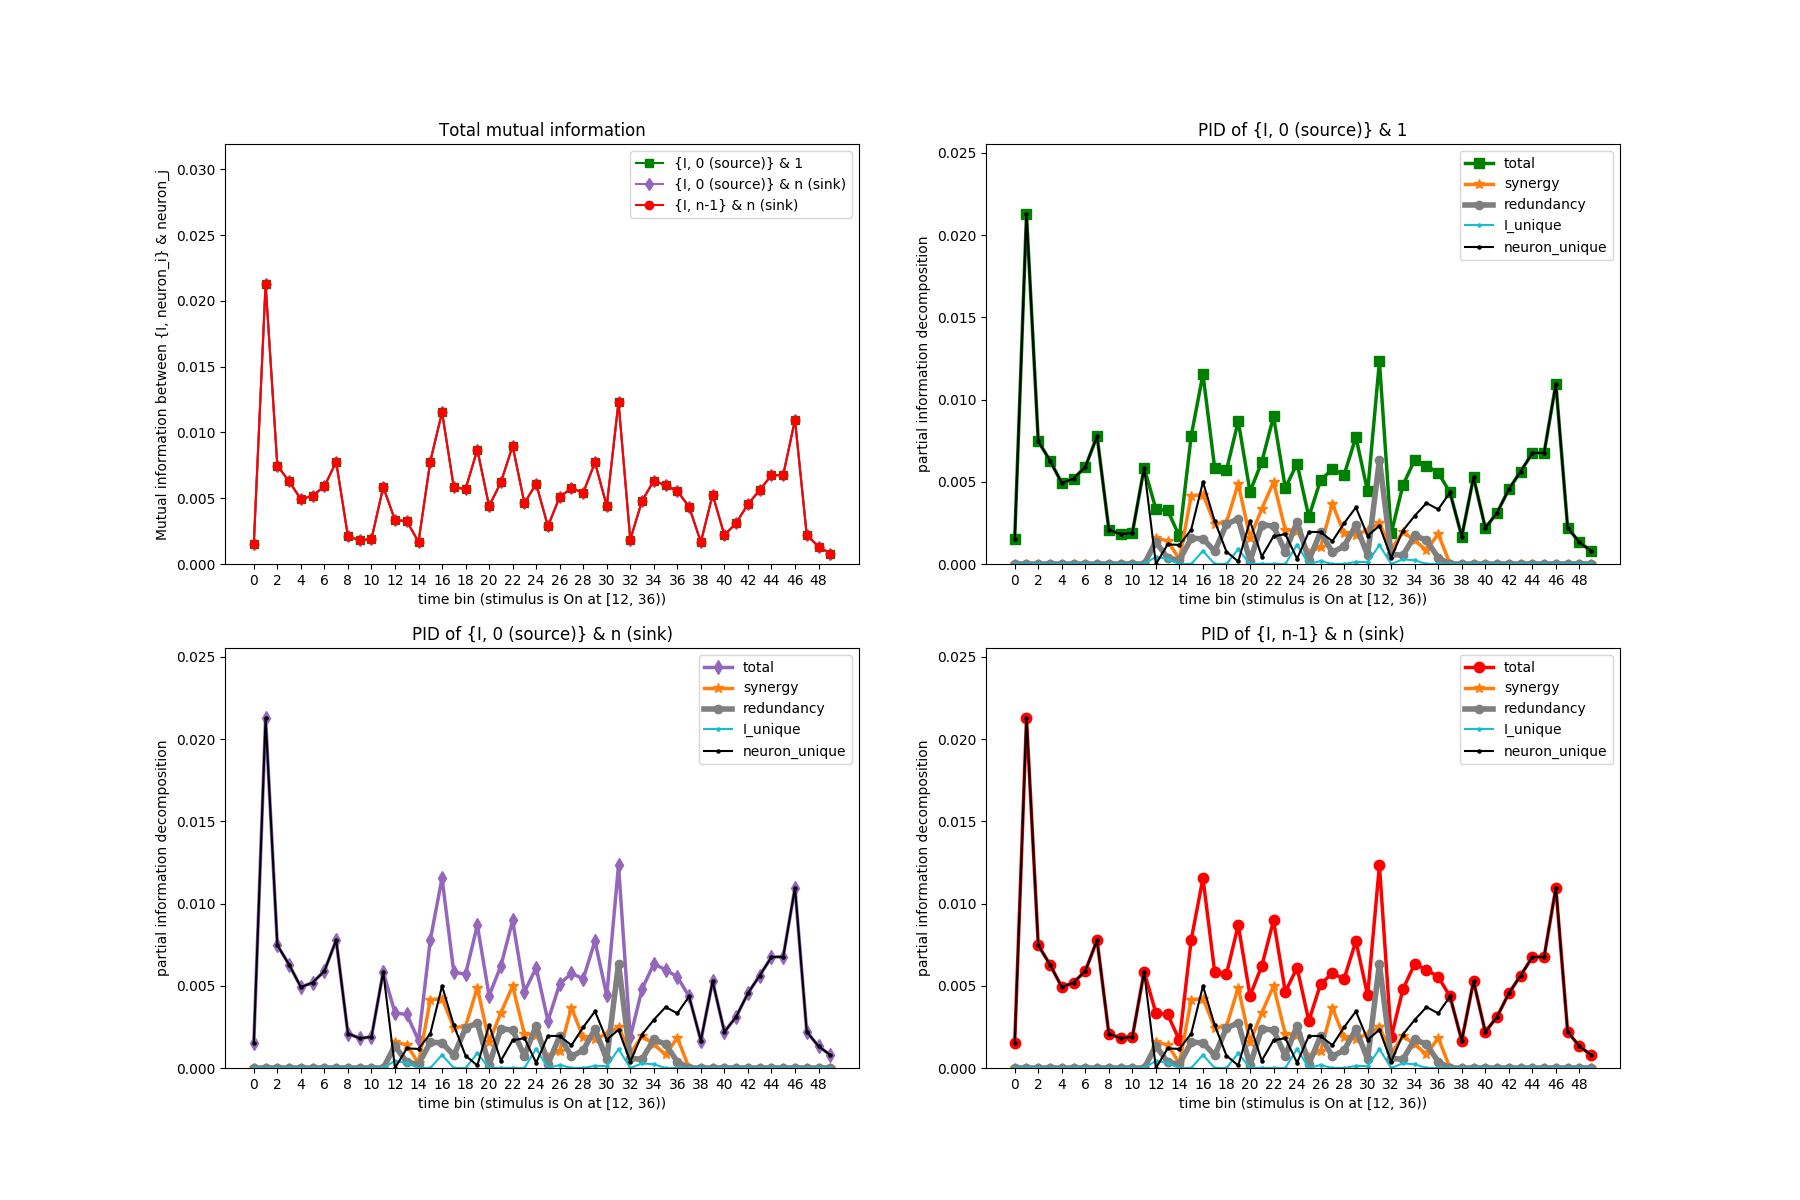 Total mutual information
Mutual information between {I, neuron_i} & neuron_j
0.030
0.025
0.020
0.015
0.010
0.005
0.000
{I, 0 (source)} & 1
{I, 0 (source)} & n (sink)
{I, n-1} & n (sink)
0 2 4 6 8 10 12 14 16 18 20 22 24 26 28 30 32 34 36 38 40 42 44 46 48
time bin (stimulus is On at [12, 36))
PID of {I, 0 (source)} & 1
partial information decomposition
0.025
0.020
0.015
0.010
0.005
0.000
total
synergy
redundancy
I_unique
neuron_unique
0 2 4 6 8 10 12 14 16 18 20 22 24 26 28 30 32 34 36 38 40 42 44 46 48
time bin (stimulus is On at [12, 36))
PID of {I, 0 (source)} & n (sink)
partial information decomposition
0.025
0.020
0.015
0.010
0.005
0.000
total
synergy
redundancy
I_unique
neuron_unique
0 2 4 6 8 10 12 14 16 18 20 22 24 26 28 30 32 34 36 38 40 42 44 46 48
time bin (stimulus is On at [12, 36))
PID of {I, n-1} & n (sink)
partial information decomposition
0.025
0.020
0.015
0.010
0.005
0.000
total
synergy
redundancy
I_unique
neuron_unique
0 2 4 6 8 10 12 14 16 18 20 22 24 26 28 30 32 34 36 38 40 42 44 46 48
time bin (stimulus is On at [12, 36))